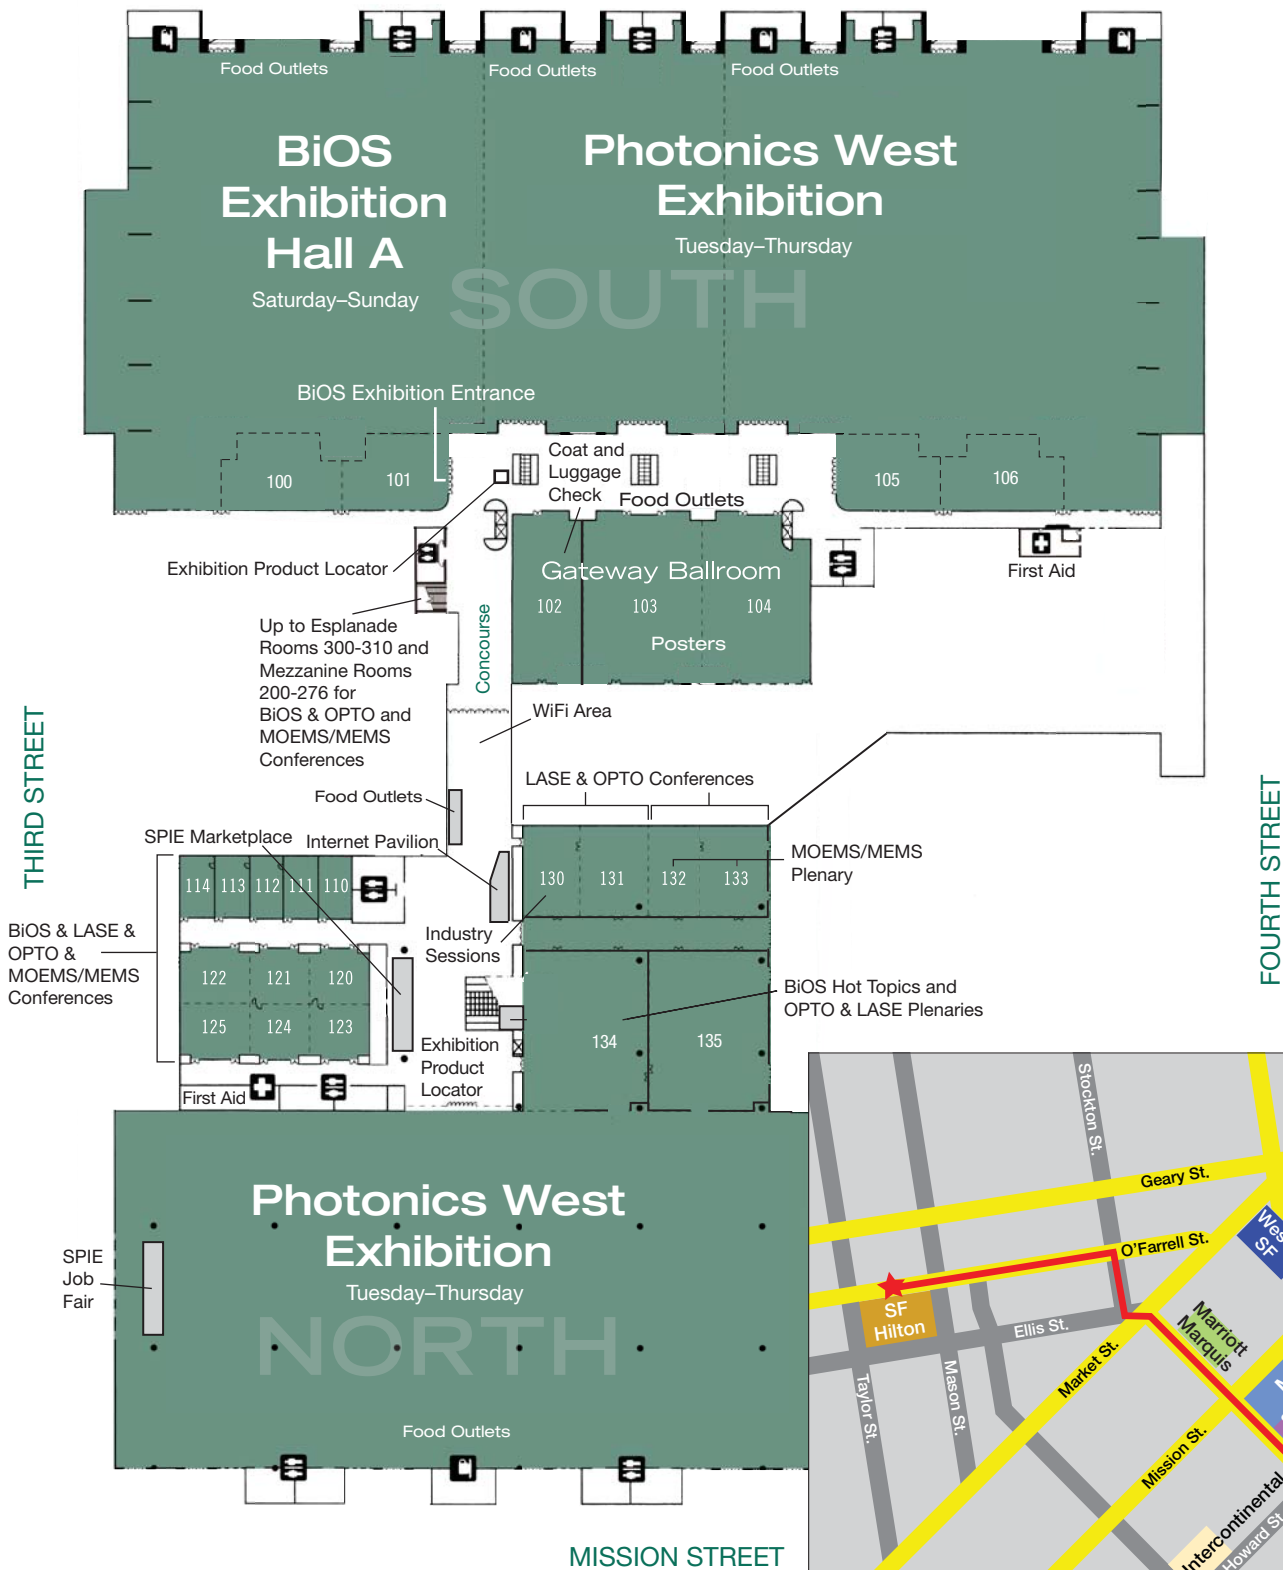 Food Outlets
Food Outlets
Food Outlets
BiOS
Exhibition
Hall A
Saturday–Sunday
Photonics West
Exhibition
Tuesday–Thursday
SOUTH
BiOS Exhibition Entrance
100
101
Coat and
Luggage
Check
Food Outlets
105
106
Exhibition Product Locator
Gateway Ballroom
102
103
104
Posters
First Aid
Up to Esplanade
Rooms 300-310 and
Mezzanine Rooms
200-276 for
BiOS & OPTO and
MOEMS/MEMS
Conferences
Concourse
WiFi Area
THIRD STREET
FOURTH STREET
Food Outlets
LASE & OPTO Conferences
SPIE Marketplace
Internet Pavilion
MOEMS/MEMS
Plenary
114
113
112
111
110
130
131
132
133
BiOS & LASE &
OPTO &
MOEMS/MEMS
Conferences
Industry
Sessions
122
121
120
125
124
123
BiOS Hot Topics and
OPTO & LASE Plenaries
134
135
Exhibition
Product
Locator
First Aid
Photonics West
Exhibition
Tuesday–Thursday
NORTH
SPIE
Job
Fair
Food Outlets
MISSION STREET
Stockton St.
Geary St.
O'Farrell St.
SF
Hilton
Ellis St.
Taylor St.
Mason St.
Market St.
Marriott
Marquis
Mission St.
Intercontinental
Howard St.
SF